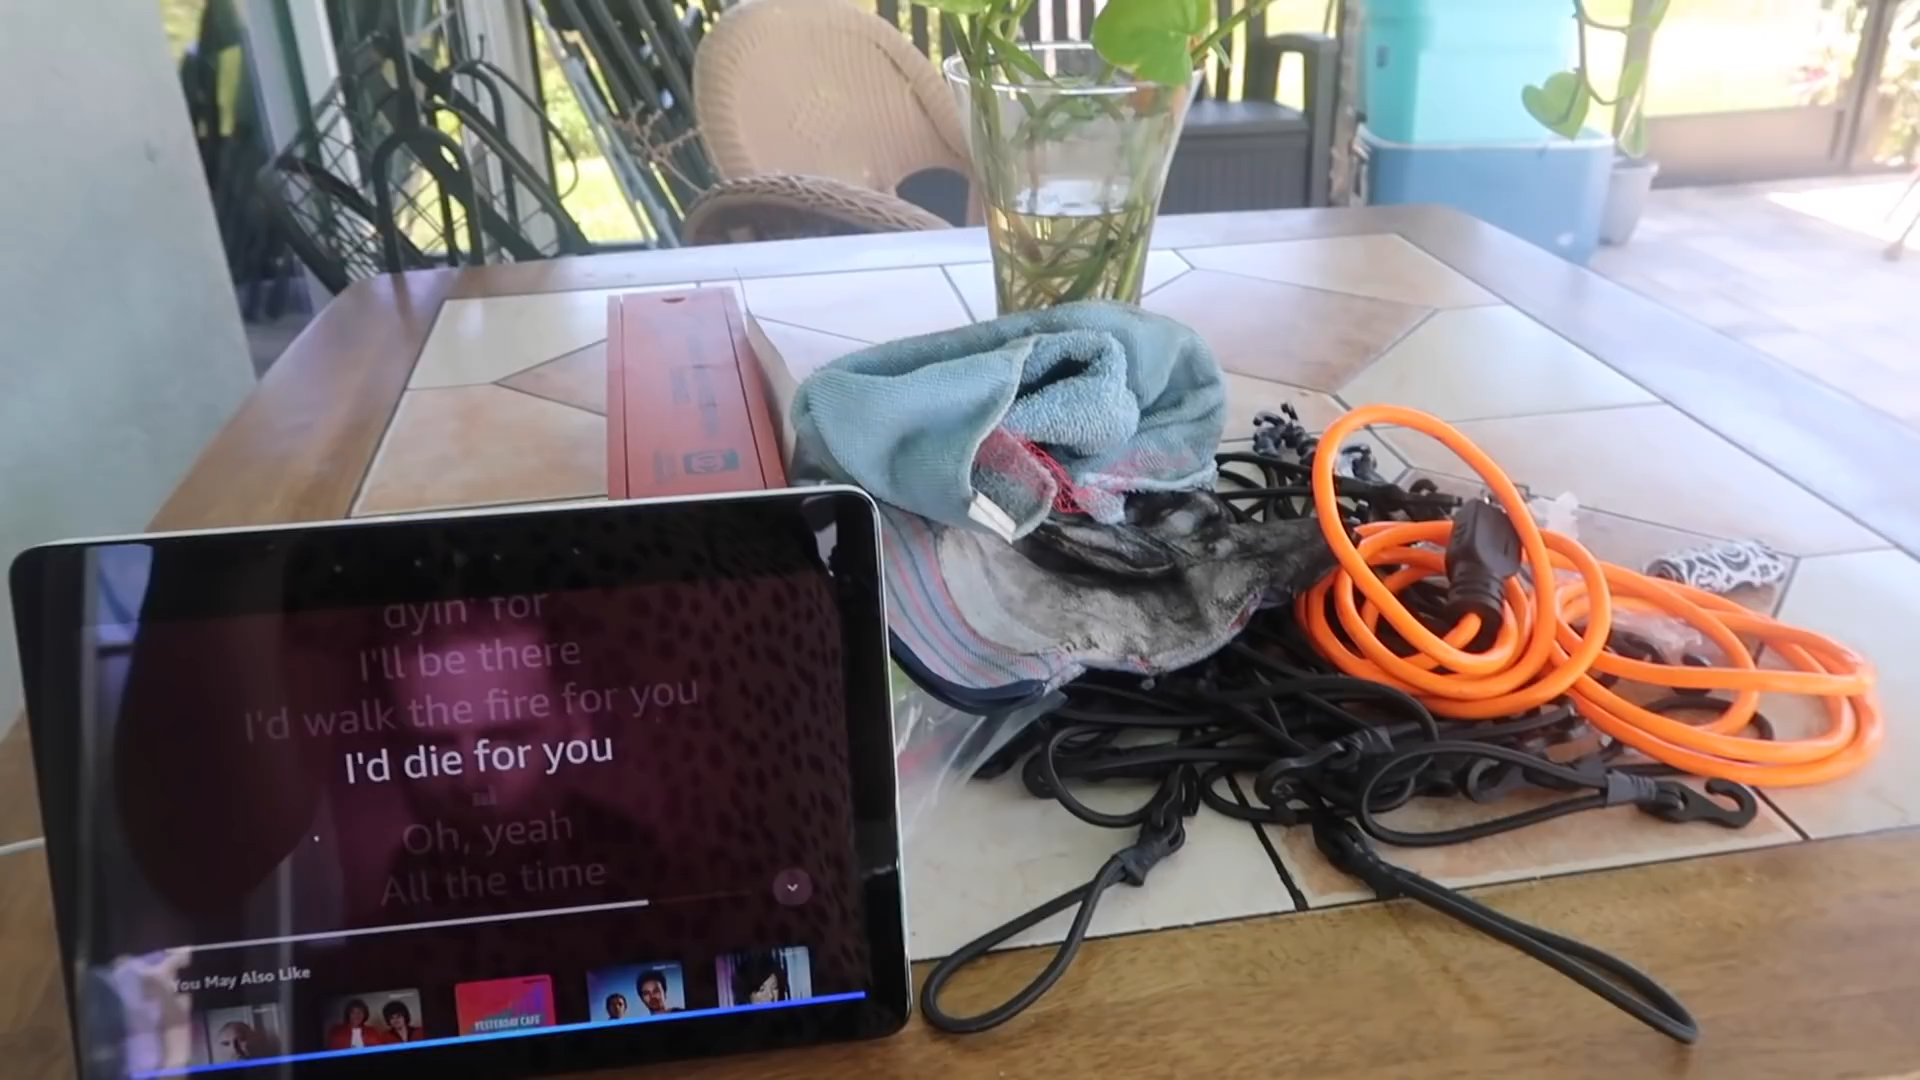 dyin' for
I'll be there
I'd walk the fire for you
I'd die for you
Oh, yeah
All the time
You May Also Like
YESTERDAY CAFE